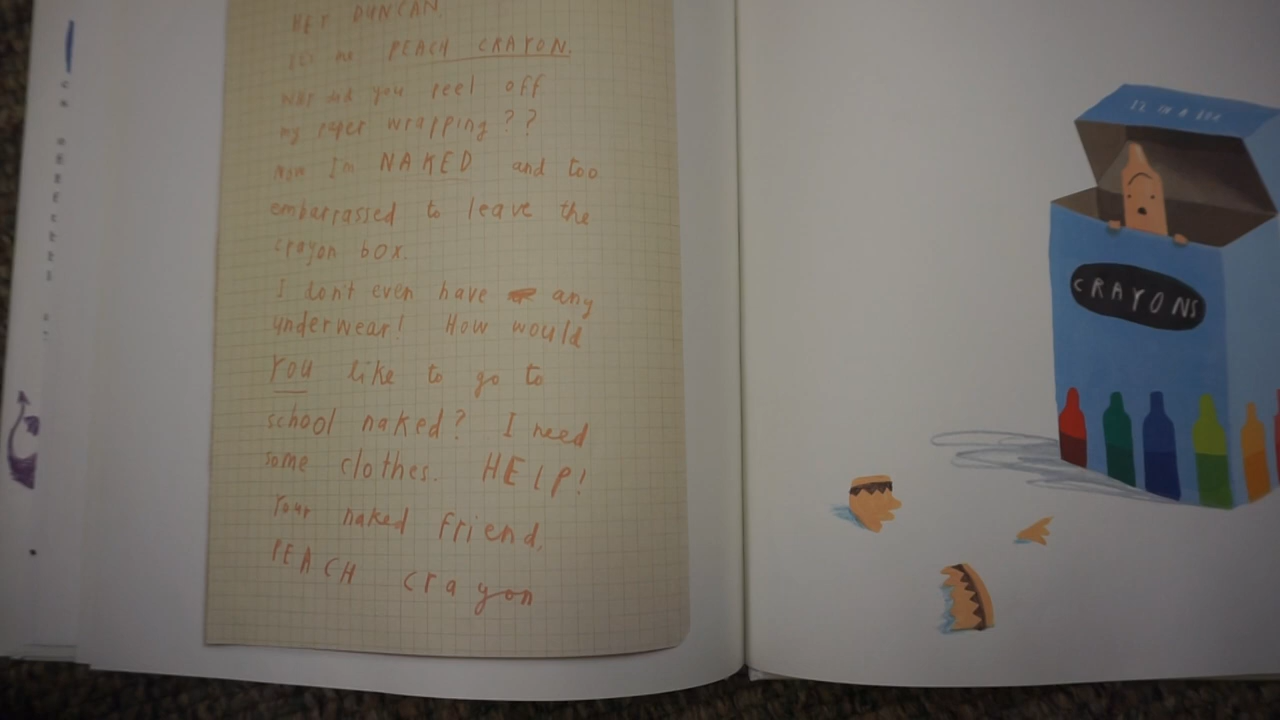 HEY DUNCAN,
It's me PEACH CRAYON.
Why did you peel off
my paper wrapping??
Now I'm NAKED and too
embarrassed to leave the
crayon box.
I don't even have any
underwear! How would
YOU like to go to
school naked? I need
some clothes. HELP!
Your naked friend,
PEACH crayon
CRAYONS